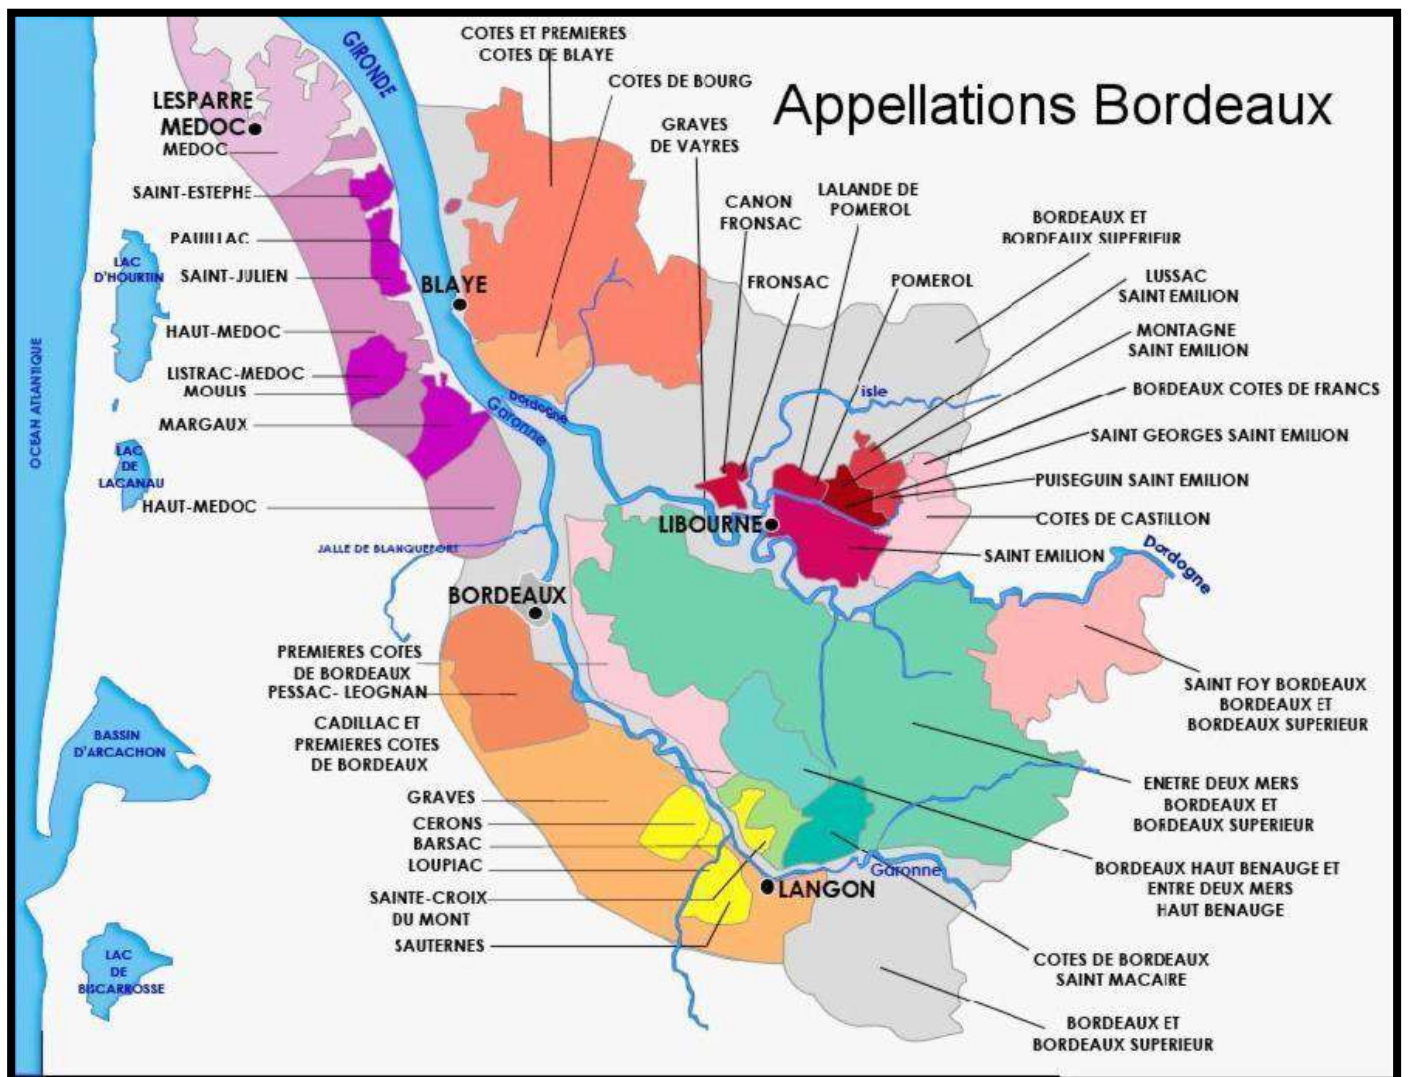 Appellations Bordeaux
COTES ET PREMIERES
COTES DE BLAYE
COTES DE BOURG
GRAVES
DE VAYRES
CANON
FRONSAC
FRONSAC
LALANDE DE
POMEROL
POMEROL
BORDEAUX ET
BORDEAUX SUPERIEUR
LUSSAC
SAINT EMILION
MONTAGNE
SAINT EMILION
BORDEAUX COTES DE FRANCS
SAINT GEORGES SAINT EMILION
PUISEGUIN SAINT EMILION
COTES DE CASTILLON
SAINT EMILION
GIRONDE
LESPARRE
MEDOC
MEDOC
SAINT-ESTEPHE
PAUILLAC
SAINT-JULIEN
HAUT-MEDOC
LISTRAC-MEDOC
MOULIS
MARGAUX
HAUT-MEDOC
JALLE DE BLANQUEFORT
BLAYE
Dordogne
Garonne
isle
LIBOURNE
Dordogne
BORDEAUX
OCEAN ATLANTIQUE
LAC
D'HOURTIN
LAC
DE
LACANAU
BASSIN
D'ARCACHON
LAC
DE
BISCARROSSE
PREMIERES COTES
DE BORDEAUX
PESSAC- LEOGNAN
CADILLAC ET
PREMIERES COTES
DE BORDEAUX
GRAVES
CERONS
BARSAC
LOUPIAC
SAINTE-CROIX
DU MONT
SAUTERNES
LANGON
Garonne
SAINT FOY BORDEAUX
BORDEAUX ET
BORDEAUX SUPERIEUR
ENETRE DEUX MERS
BORDEAUX ET
BORDEAUX SUPERIEUR
BORDEAUX HAUT BENAUGE ET
ENTRE DEUX MERS
HAUT BENAUGE
COTES DE BORDEAUX
SAINT MACAIRE
BORDEAUX ET
BORDEAUX SUPERIEUR